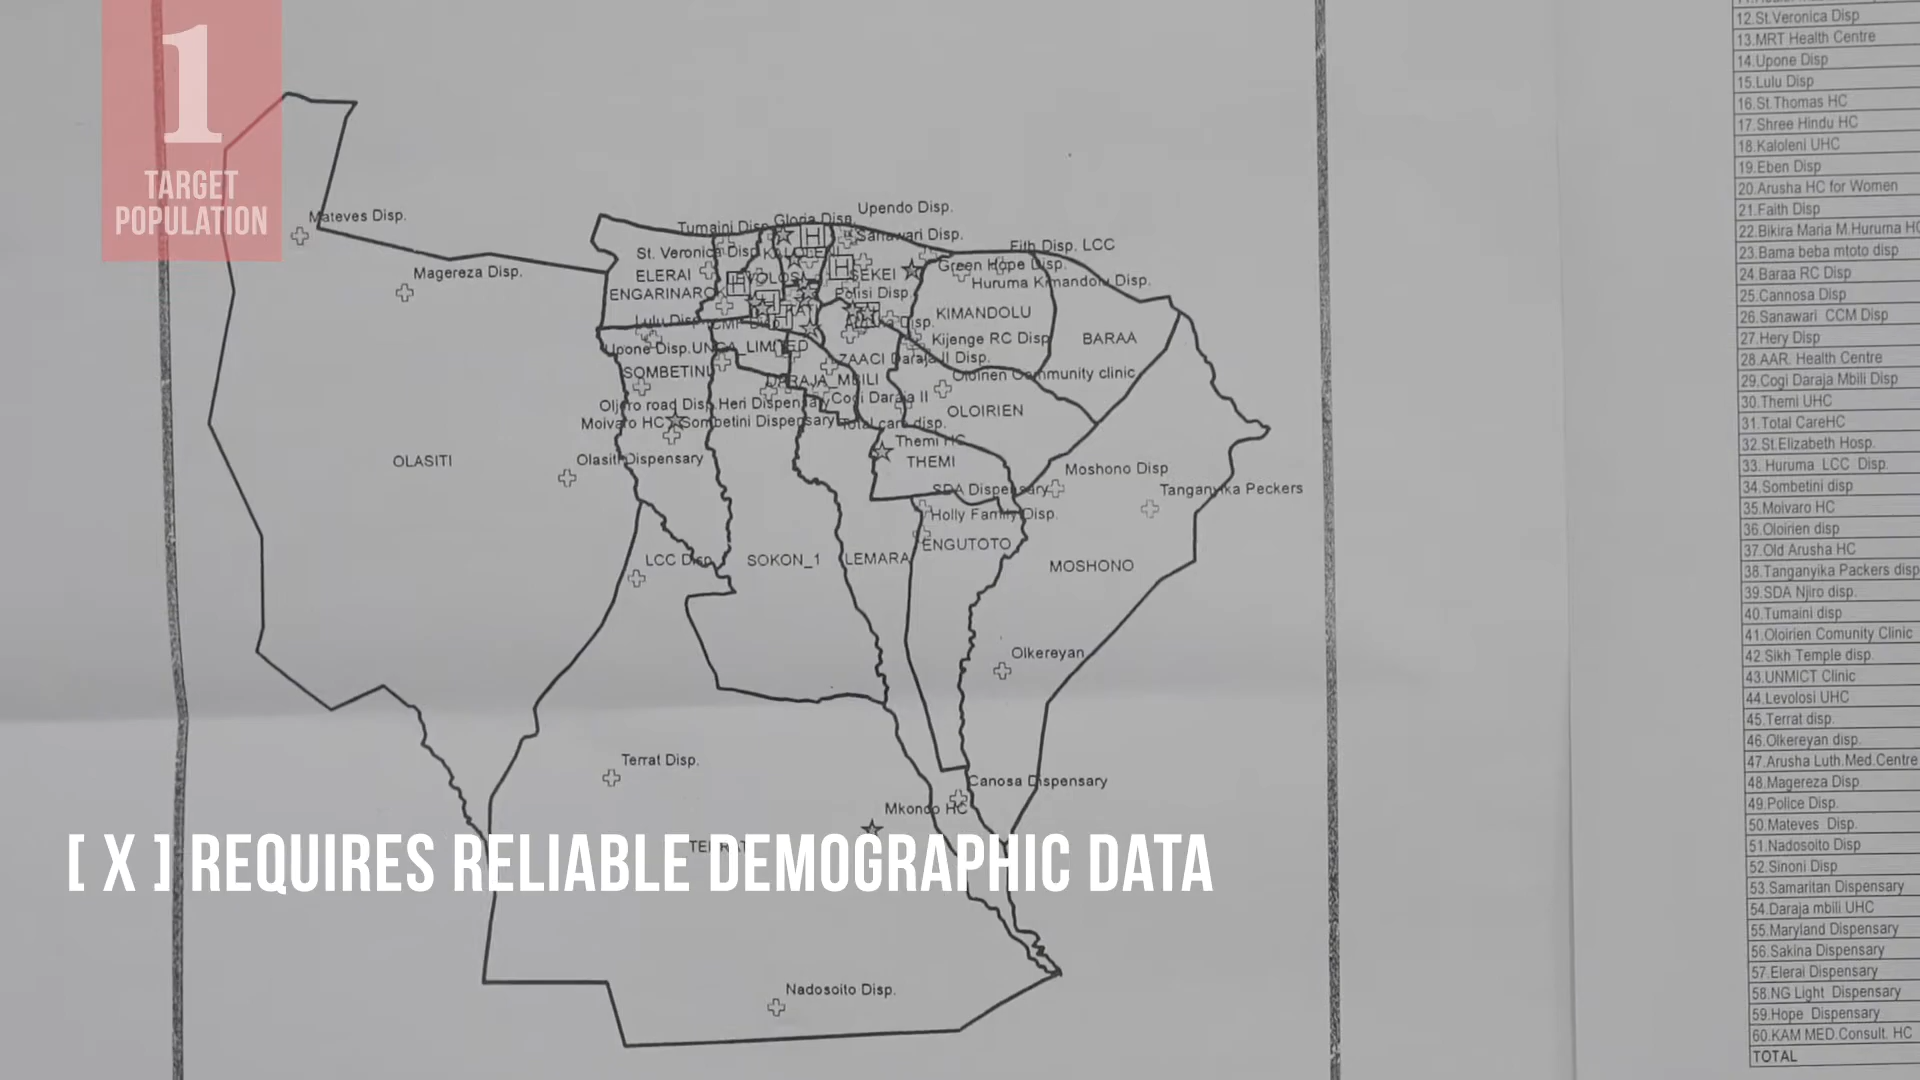 1
TARGET
POPULATION
Mateves Disp.
Magereza Disp.
Upendo Disp.
Tumaini Disp.
Gloria Disp.
Sanawari Disp.
St. Veronica Disp
KALOLENI
Eith Disp. LCC
ELERAI
SEKEI
Green Hope Disp.
Huruma Kimandolu Disp.
ENGARINAROK
Polisi Disp.
KIMANDOLU
Lulu Disp
Kijenge RC Disp
BARAA
Upone Disp.
UNGA_LIMITED
Daraja II Disp.
SOMBETINI
DARAJA_MBILI
Oloinen Community clinic
Oljoro road Disp.
Heri Dispensary
Cogi Daraja II
OLOIRIEN
Moivaro HC
Sombetini Dispensary
Total care disp.
Themi HC
OLASITI
Olasiti Dispensary
THEMI
Moshono Disp
SDA Dispensary
Tanganyika Peckers
Holly Family Disp.
ENGUTOTO
LCC Disp
SOKON_1
LEMARA
MOSHONO
Olkereyan
Terrat Disp.
Canosa Dispensary
Mkondo HC
[ X ] REQUIRES RELIABLE DEMOGRAPHIC DATA
Nadosoito Disp.
12.St.Veronica Disp
13.MRT Health Centre
14.Upone Disp
15.Lulu Disp
16.St.Thomas HC
17.Shree Hindu HC
18.Kaloleni UHC
19.Eben Disp
20.Arusha HC for Women
21.Faith Disp
22.Bikira Maria M.Huruma HC
23.Bama beba mtoto disp
24.Baraa RC Disp
25.Cannosa Disp
26.Sanawari CCM Disp
27.Hery Disp
28.AAR. Health Centre
29.Cogi Daraja Mbili Disp
30.Themi UHC
31.Total CareHC
32.St.Elizabeth Hosp.
33. Huruma LCC Disp.
34.Sombetini disp
35.Moivaro HC
36.Oloirien disp
37.Old Arusha HC
38.Tanganyika Packers disp
39.SDA Njiro disp.
40.Tumaini disp
41.Oloirien Comunity Clinic
42.Sikh Temple disp.
43.UNMICT Clinic
44.Levolosi UHC
45.Terrat disp.
46.Olkereyan disp
47.Arusha Luth.Med.Centre
48.Magereza Disp
49.Police Disp.
50.Mateves Disp.
51.Nadosoito Disp
52.Sinoni Disp
53.Samaritan Dispensary
54.Daraja mbili UHC
55.Maryland Dispensary
56.Sakina Dispensary
57.Elerai Dispensary
58.NG Light Dispensary
59.Hope Dispensary
60.KAM MED.Consult. HC
TOTAL